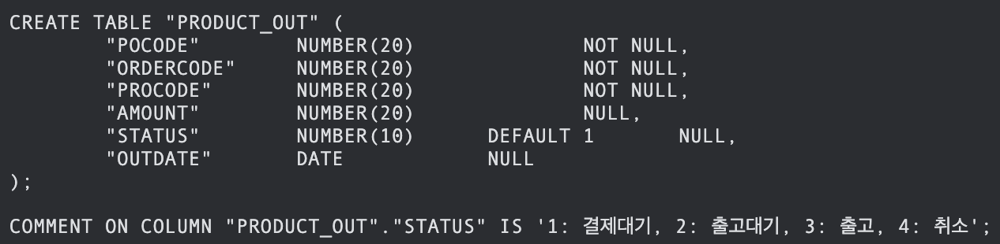 CREATE TABLE "PRODUCT_OUT" (
"POCODE" NUMBER(20) NOT NULL,
"ORDERCODE" NUMBER(20) NOT NULL,
"PROCODE" NUMBER(20) NOT NULL,
"AMOUNT" NUMBER(20) NULL,
"STATUS" NUMBER(10) DEFAULT 1 NULL,
"OUTDATE" DATE NULL
);
COMMENT ON COLUMN "PRODUCT_OUT"."STATUS" IS '1: 결제대기, 2: 출고대기, 3: 출고, 4: 취소';